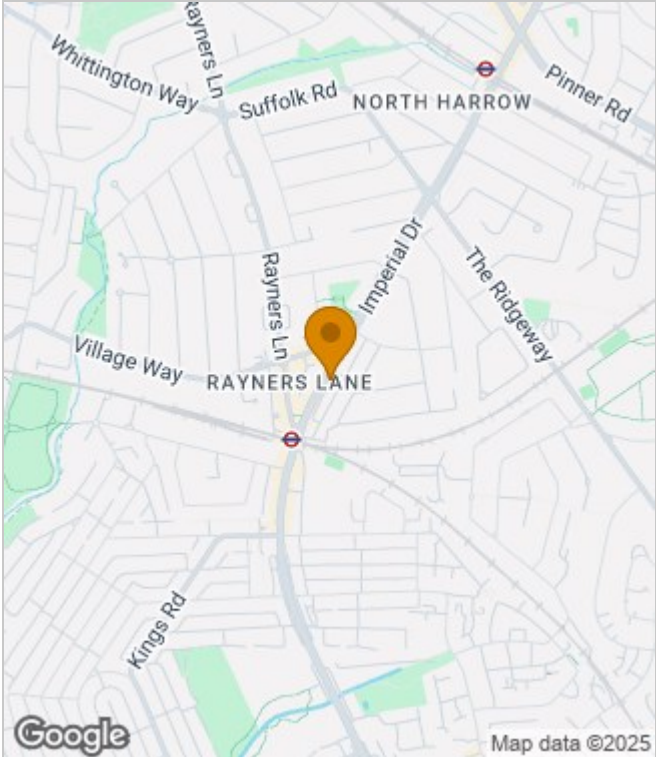 Rayners Ln
Whittington Way
Suffolk Rd
NORTH HARROW
Pinner Rd
Imperial Dr
The Ridgeway
Rayners Ln
Village Way
RAYNERS LANE
Kings Rd
Google
Map data ©2025